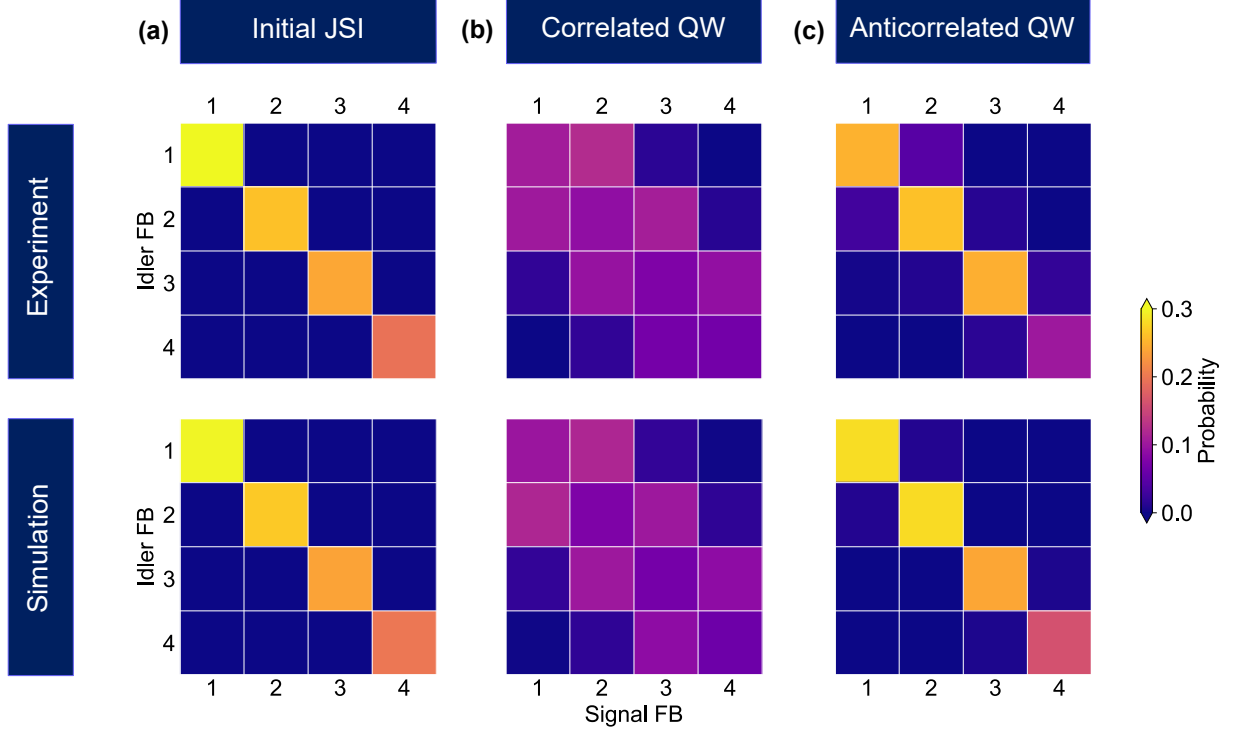 (a) Initial JSI (b) Correlated QW (c) Anticorrelated QW
1 2 3 4 1 2 3 4 1 2 3 4
Experiment
Idler FB
1
2
3
4
Simulation
Idler FB
1
2
3
4
1 2 3 4 1 2 3 4 1 2 3 4
Signal FB
0.3
0.2
0.1
0.0
Probability